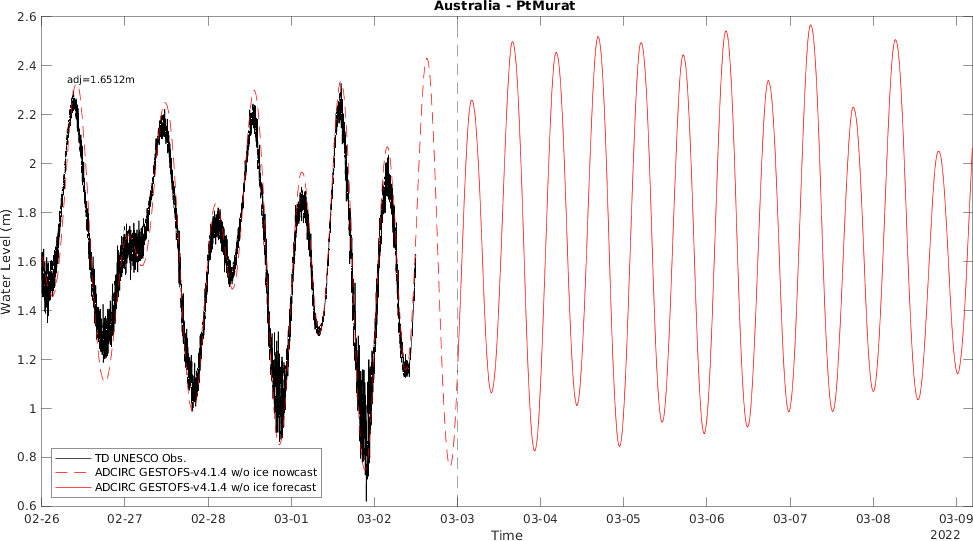 Australia - PtMurat
2.6
2.4
2.2
2
1.8
1.6
1.4
1.2
1
0.8
0.6
Water Level (m)
adj=1.6512m
TD UNESCO Obs.
ADCIRC GESTOFS-v4.1.4 w/o ice nowcast
ADCIRC GESTOFS-v4.1.4 w/o ice forecast
02-26 02-27 02-28 03-01 03-02 03-03 03-04 03-05 03-06 03-07 03-08 03-09
Time
2022